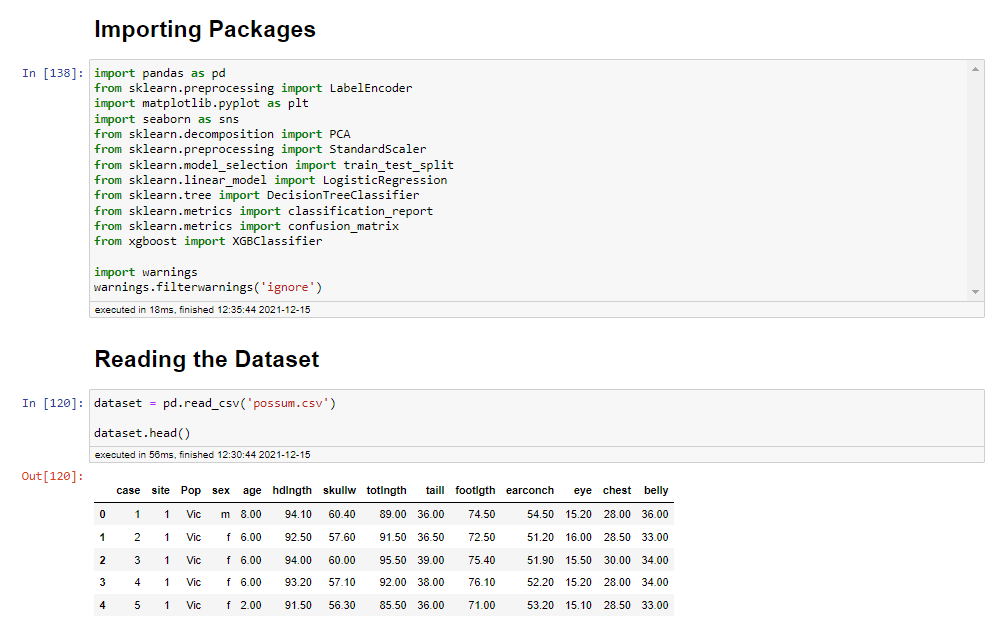 Importing Packages
In [138]:
import pandas as pd
from sklearn.preprocessing import LabelEncoder
import matplotlib.pyplot as plt
import seaborn as sns
from sklearn.decomposition import PCA
from sklearn.preprocessing import StandardScaler
from sklearn.model_selection import train_test_split
from sklearn.linear_model import LogisticRegression
from sklearn.tree import DecisionTreeClassifier
from sklearn.metrics import classification_report
from sklearn.metrics import confusion_matrix
from xgboost import XGBClassifier
import warnings
warnings.filterwarnings('ignore')
executed in 18ms, finished 12:35:44 2021-12-15
Reading the Dataset
In [120]:
dataset = pd.read_csv('possum.csv')
dataset.head()
executed in 56ms, finished 12:30:44 2021-12-15
Out[120]:
case site Pop sex age hdlngth skullw totlngth taill footlgth earconch eye chest belly
0 1 1 Vic m 8.00 94.10 60.40 89.00 36.00 74.50 54.50 15.20 28.00 36.00
1 2 1 Vic f 6.00 92.50 57.60 91.50 36.50 72.50 51.20 16.00 28.50 33.00
2 3 1 Vic f 6.00 94.00 60.00 95.50 39.00 75.40 51.90 15.50 30.00 34.00
3 4 1 Vic f 6.00 93.20 57.10 92.00 38.00 76.10 52.20 15.20 28.00 34.00
4 5 1 Vic f 2.00 91.50 56.30 85.50 36.00 71.00 53.20 15.10 28.50 33.00